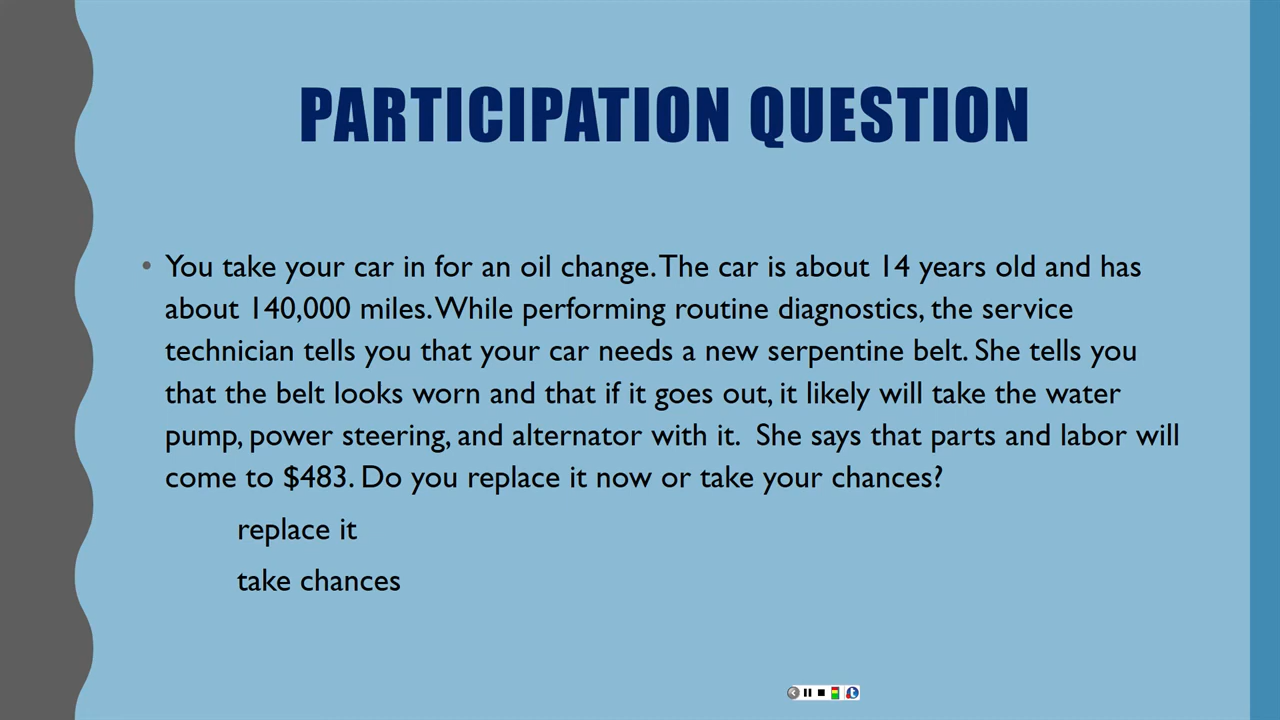 PARTICIPATION QUESTION
• You take your car in for an oil change. The car is about 14 years old and has
about 140,000 miles. While performing routine diagnostics, the service
technician tells you that your car needs a new serpentine belt. She tells you
that the belt looks worn and that if it goes out, it likely will take the water
pump, power steering, and alternator with it.  She says that parts and labor will
come to $483. Do you replace it now or take your chances?
replace it
take chances